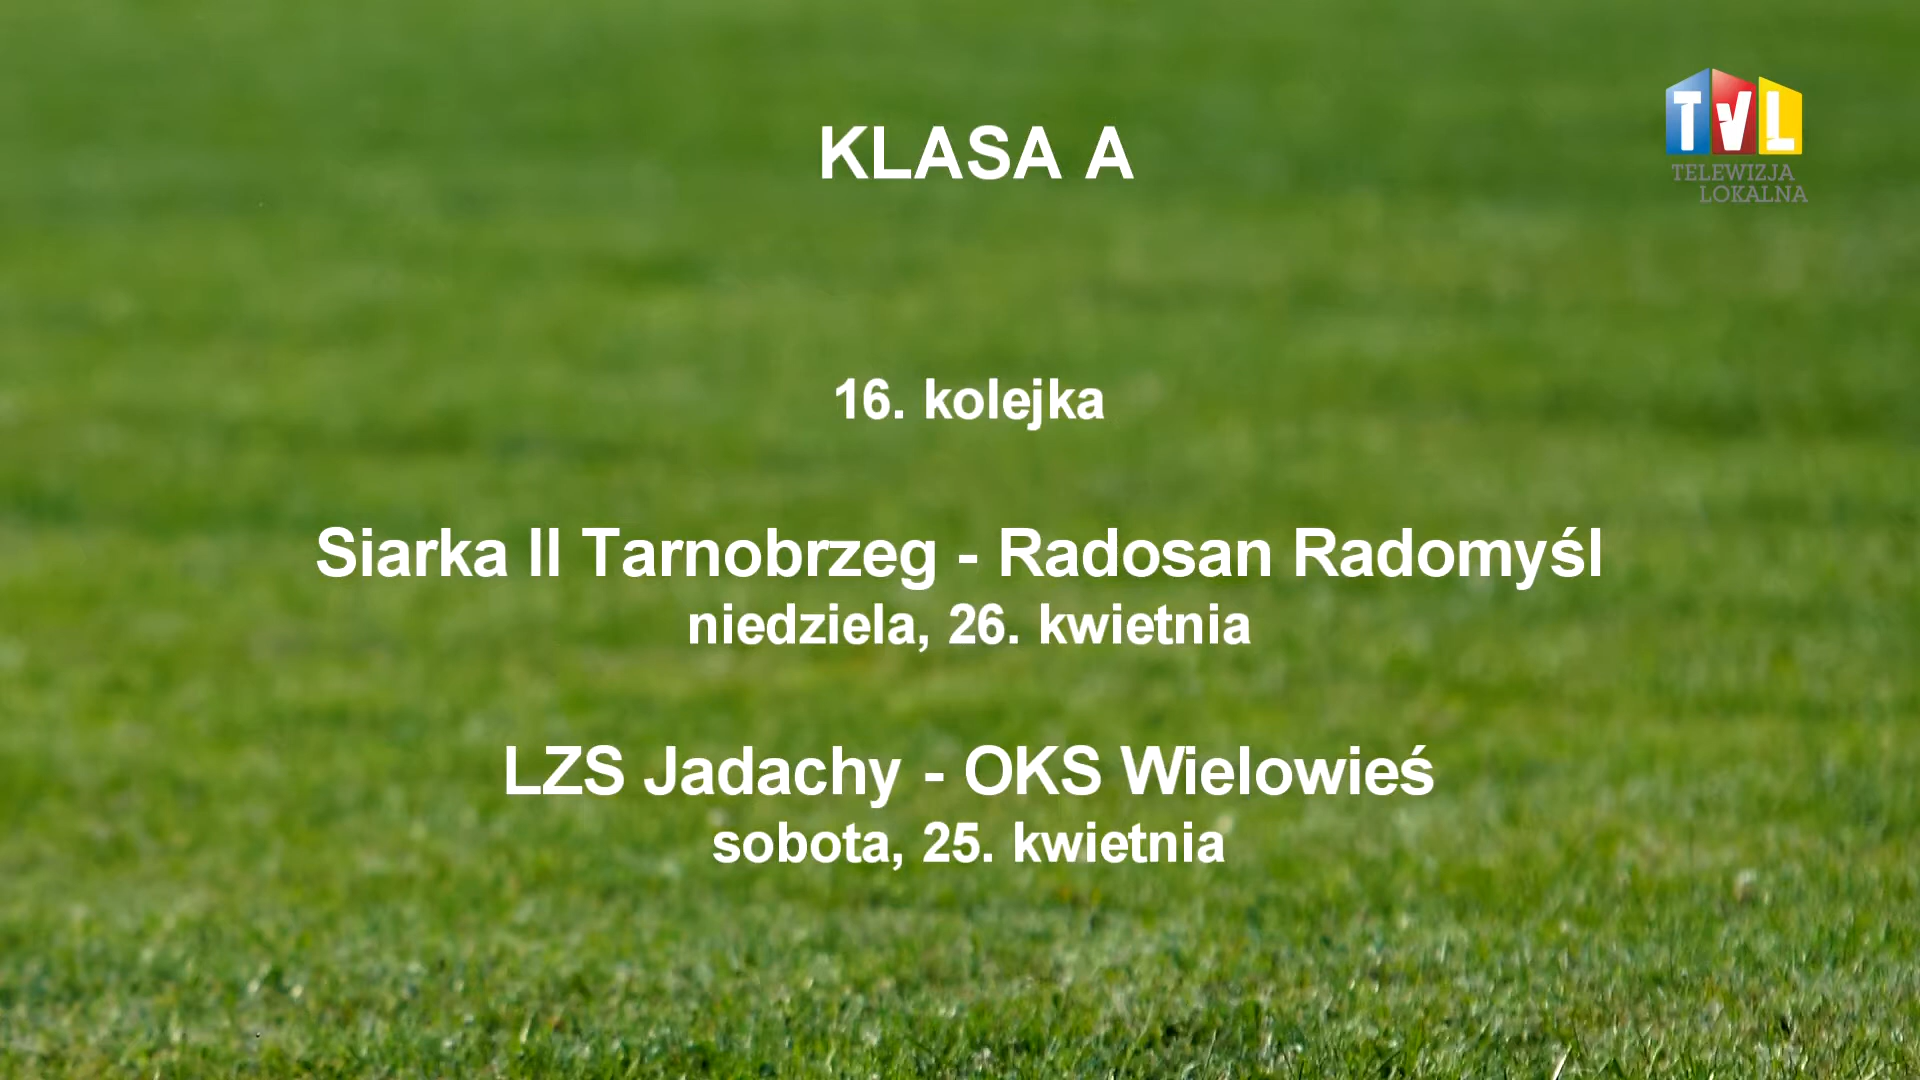 KLASA A
TVL
TELEWIZJA
LOKALNA
16. kolejka
Siarka II Tarnobrzeg - Radosan Radomyśl
niedziela, 26. kwietnia
LZS Jadachy - OKS Wielowieś
sobota, 25. kwietnia